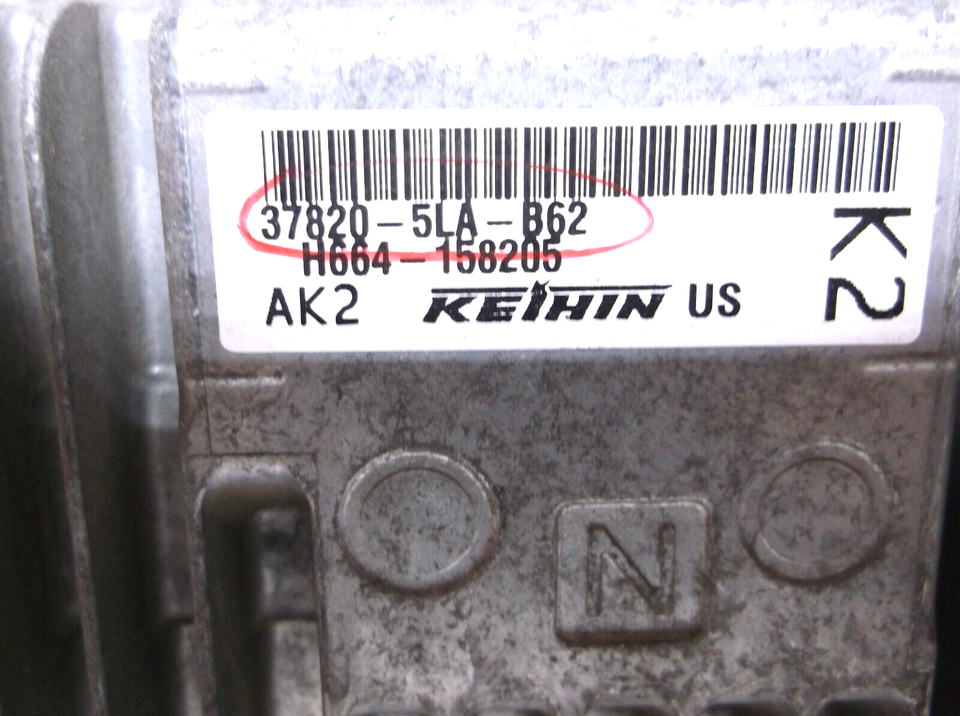 37820-5LA-B62
H664-158205
AK2 KEIHIN US
K2
N